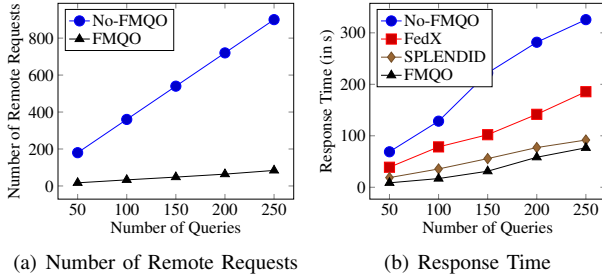 Number of Remote Requests
800
600
400
200
0
No-FMQO
FMQO
50 100 150 200 250
Number of Queries
(a) Number of Remote Requests
Response Time (in s)
300
200
100
0
No-FMQO
FedX
SPLENDID
FMQO
50 100 150 200 250
Number of Queries
(b) Response Time